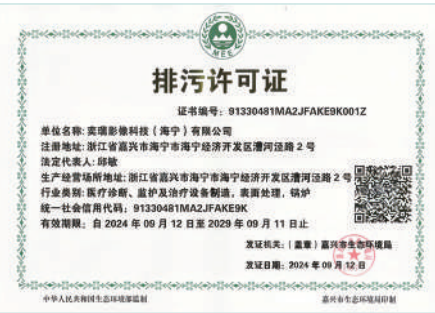 MEE
排污许可证
证书编号：91330481MA2JFAKE9K001Z
单位名称:奕瑞影像科技（海宁）有限公司
注册地址:浙江省嘉兴市海宁市海宁经济开发区漕河泾路2号
法定代表人:邱敏
生产经营场所地址:浙江省嘉兴市海宁市海宁经济开发区漕河泾路2号
行业类别:医疗诊断、监护及治疗设备制造，表面处理，锅炉
统一社会信用代码：91330481MA2JFAKE9K
有效期限：自2024年09月12日至2029年09月11日止
发证机关：（盖章）嘉兴市生态环境局
发证日期：2024年09月12日
中华人民共和国生态环境部监制
嘉兴市生态环境局印制